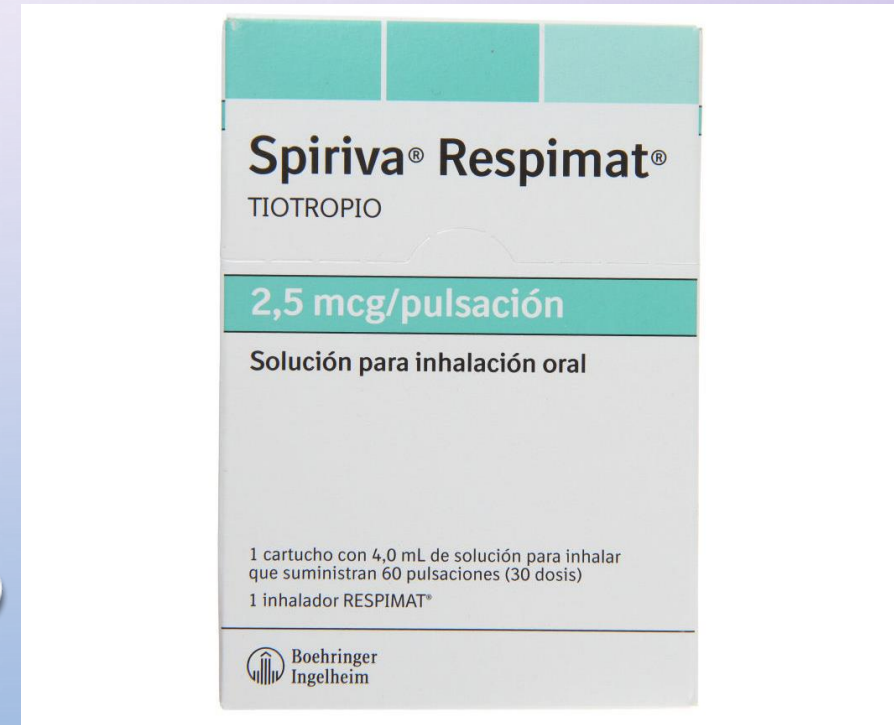 Spiriva® Respimat®
TIOTROPIO
2,5 mcg/pulsación
Solución para inhalación oral
1 cartucho con 4,0 mL de solución para inhalar
que suministran 60 pulsaciones (30 dosis)
1 inhalador RESPIMAT®
Boehringer
Ingelheim